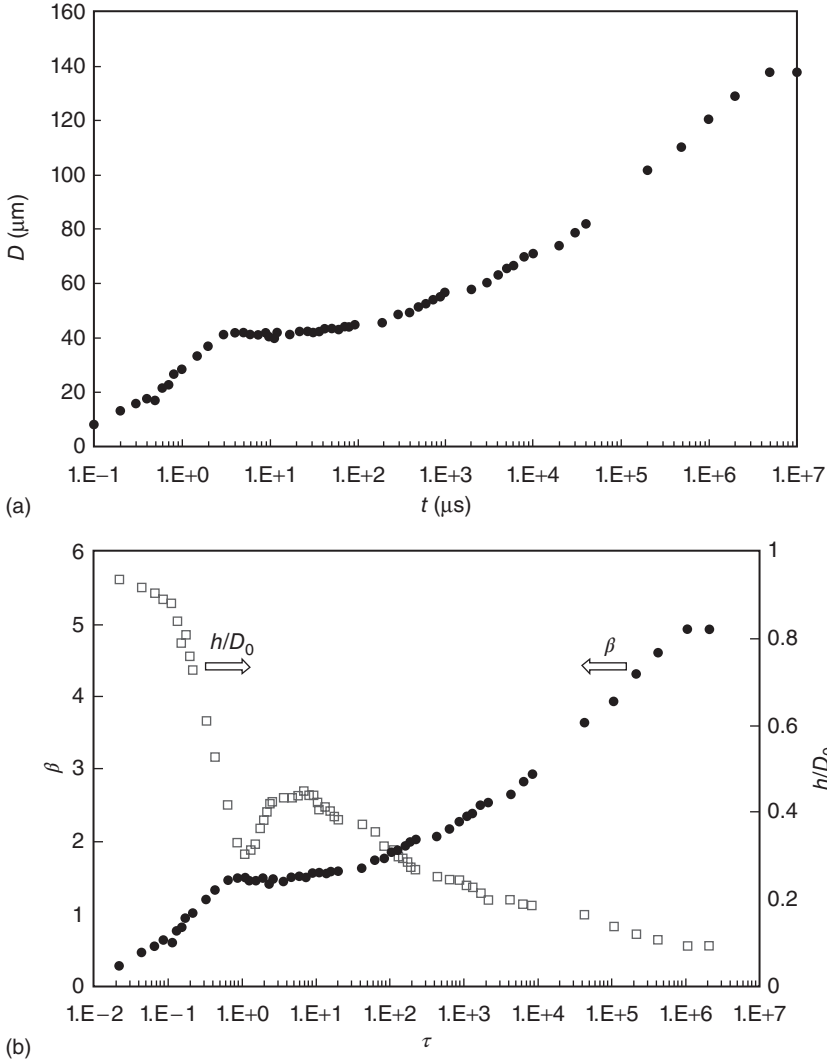 160
140
120
100
80
60
40
20
0
D (μm)
1.E−1 1.E+0 1.E+1 1.E+2 1.E+3 1.E+4 1.E+5 1.E+6 1.E+7
t (μs)
(a)
6
5
4
3
2
1
0
β
h/D₀
β
1
0.8
0.6
0.4
0.2
0
h/D₀
1.E−2 1.E−1 1.E+0 1.E+1 1.E+2 1.E+3 1.E+4 1.E+5 1.E+6 1.E+7
τ
(b)